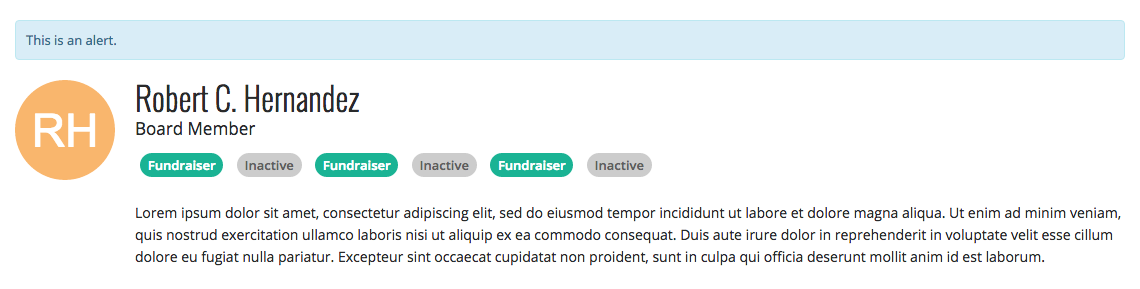 This is an alert.
RH
Robert C. Hernandez
Board Member
Fundraiser Inactive Fundraiser Inactive Fundraiser Inactive
Lorem ipsum dolor sit amet, consectetur adipiscing elit, sed do eiusmod tempor incididunt ut labore et dolore magna aliqua. Ut enim ad minim veniam,
quis nostrud exercitation ullamco laboris nisi ut aliquip ex ea commodo consequat. Duis aute irure dolor in reprehenderit in voluptate velit esse cillum
dolore eu fugiat nulla pariatur. Excepteur sint occaecat cupidatat non proident, sunt in culpa qui officia deserunt mollit anim id est laborum.